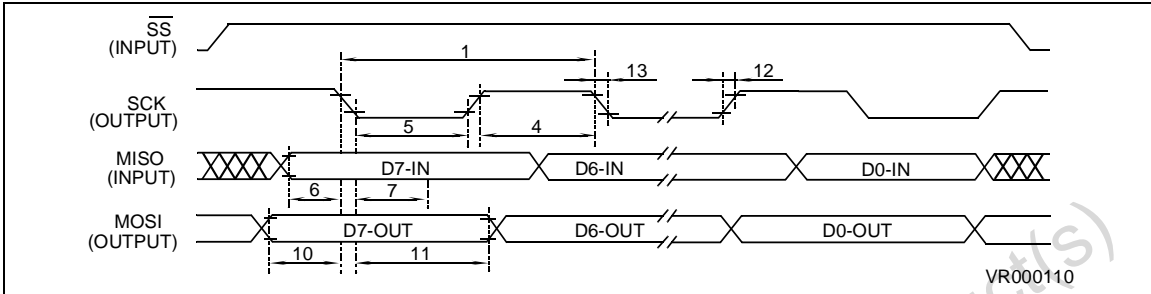 SS
(INPUT)
1
13
12
SCK
(OUTPUT)
5
4
MISO
(INPUT)
D7-IN
D6-IN
D0-IN
6
7
MOSI
(OUTPUT)
D7-OUT
D6-OUT
D0-OUT
10
11
VR000110
ct(s)